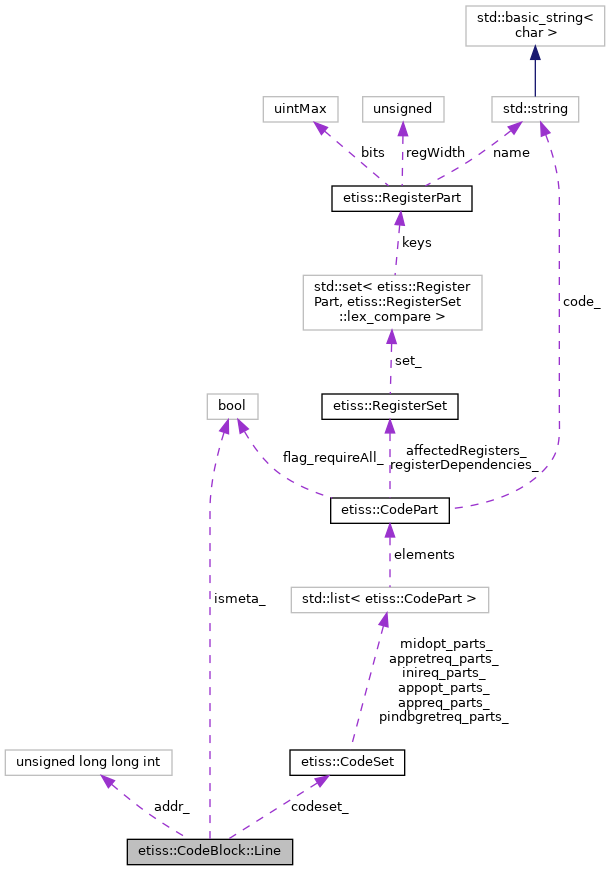 std::basic_string<
char >
uintMax
unsigned
std::string
bits
regWidth
name
etiss::RegisterPart
keys
std::set< etiss::Register
Part, etiss::RegisterSet
::lex_compare >
code_
set_
bool
etiss::RegisterSet
flag_requireAll_
affectedRegisters_
registerDependencies_
etiss::CodePart
elements
ismeta_
std::list< etiss::CodePart >
midopt_parts_
appretreq_parts_
inireq_parts_
appopt_parts_
appreq_parts_
pindbgretreq_parts_
unsigned long long int
etiss::CodeSet
addr_
codeset_
etiss::CodeBlock::Line